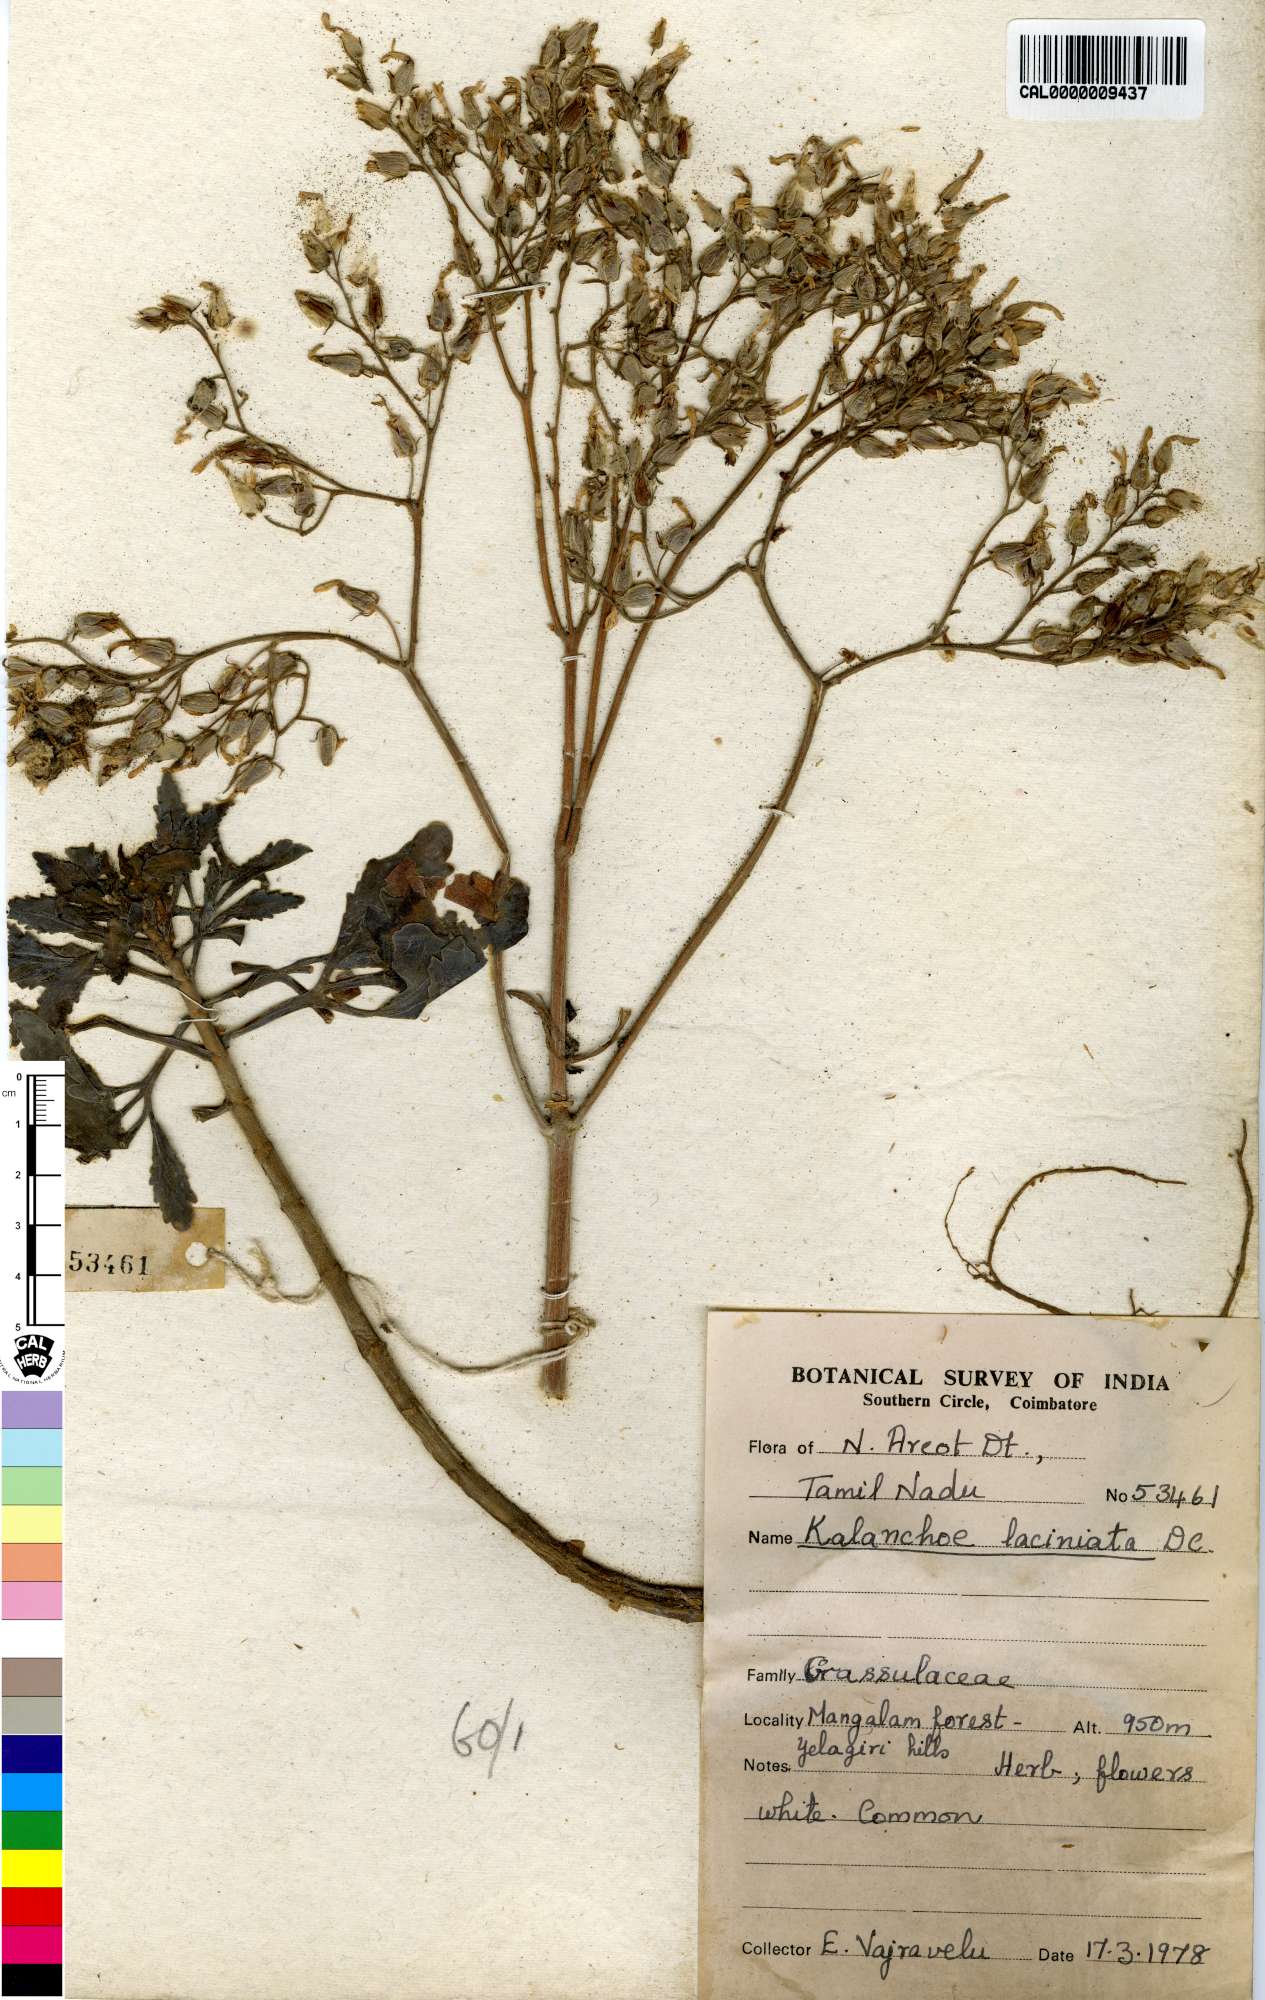 CAL0000009437
53461
0
cm
1
2
3
4
5
CAL
HERB
BOTANICAL SURVEY OF INDIA
Southern Circle, Coimbatore
Flora of N. Arcot Dt.,
Tamil Nadu No 53461
Name Kalanchoe laciniata DC.
Family Crassulaceae
Locality Mangalam forest - Alt. 950m
Yelagiri hills
Notes Herb, flowers
white. Common
60/1
Collector E. Vajravelu Date 17.3.1978